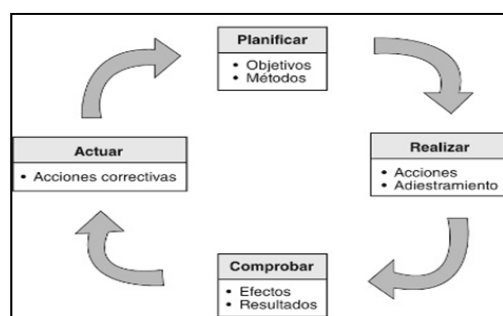 Planificar
• Objetivos
• Métodos
Realizar
• Acciones
• Adiestramiento
Comprobar
• Efectos
• Resultados
Actuar
• Acciones correctivas